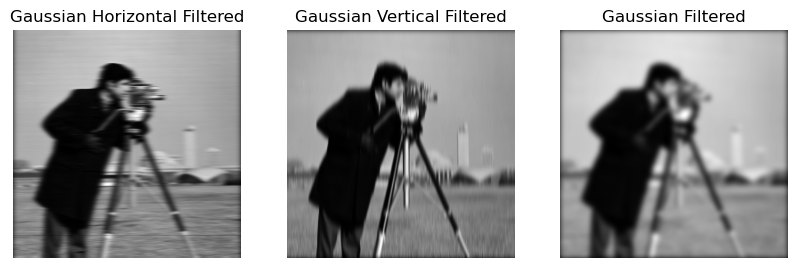 Gaussian Horizontal Filtered
Gaussian Vertical Filtered
Gaussian Filtered